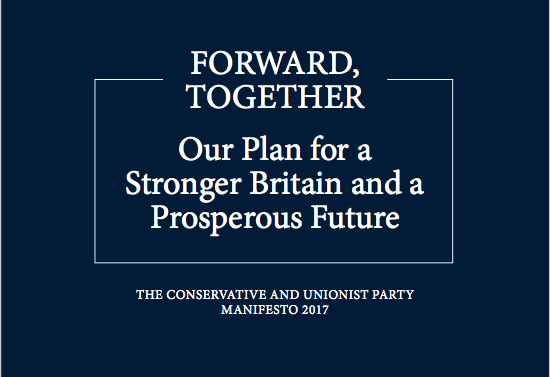 FORWARD,
TOGETHER
Our Plan for a
Stronger Britain and a
Prosperous Future
THE CONSERVATIVE AND UNIONIST PARTY
MANIFESTO 2017